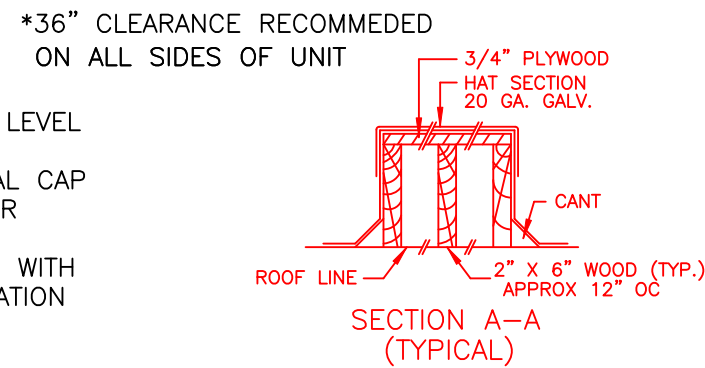 *36” CLEARANCE RECOMMEDED
ON ALL SIDES OF UNIT
LEVEL
AL CAP
R
WITH
ATION
3/4” PLYWOOD
HAT SECTION
20 GA. GALV.
CANT
ROOF LINE
2” X 6” WOOD (TYP.)
APPROX 12” OC
SECTION A–A
(TYPICAL)